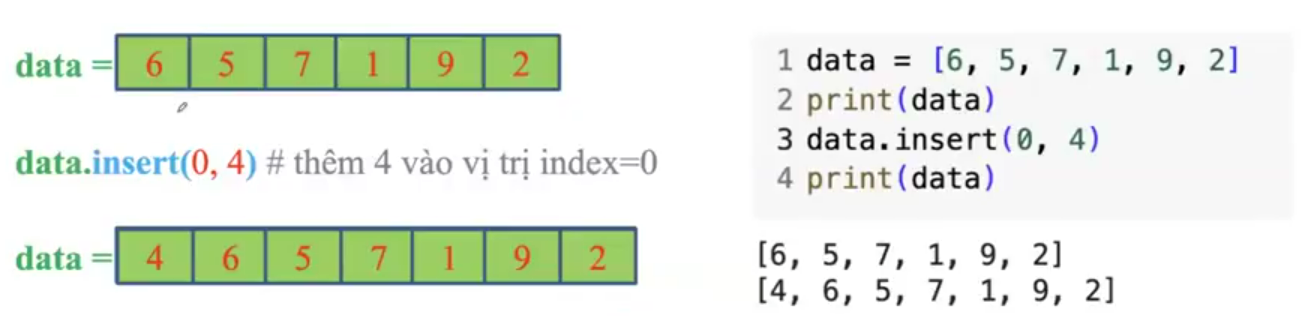 data = 6 5 7 1 9 2
data.insert(0, 4) # thêm 4 vào vị trị index=0
data = 4 6 5 7 1 9 2
1 data = [6, 5, 7, 1, 9, 2]
2 print(data)
3 data.insert(0, 4)
4 print(data)
[6, 5, 7, 1, 9, 2]
[4, 6, 5, 7, 1, 9, 2]